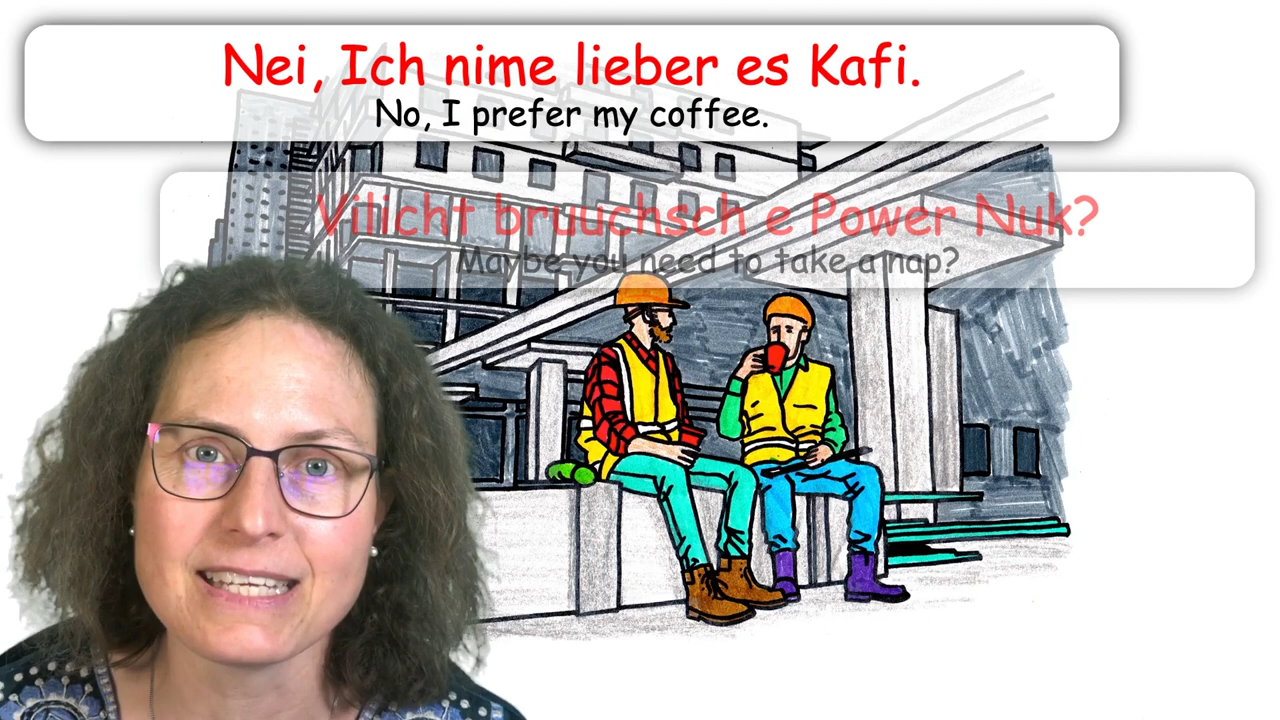 Nei, Ich nime lieber es Kafi.
No, I prefer my coffee.
Vilicht bruuchsch e Power Nuk?
Maybe you need to take a nap?